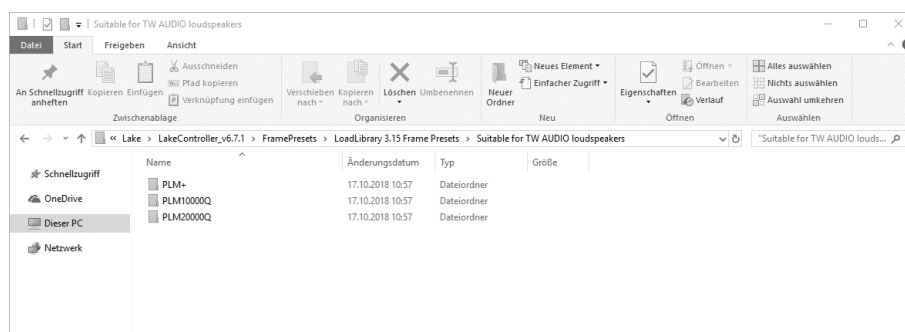 Suitable for TW AUDIO loudspeakers
Datei Start Freigeben Ansicht
An Schnellzugriff anheften
Kopieren
Einfügen
Ausschneiden
Pfad kopieren
Verknüpfung einfügen
Zwischenablage
Verschieben nach
Kopieren nach
Löschen
Umbenennen
Organisieren
Neuer Ordner
Neues Element
Einfacher Zugriff
Neu
Eigenschaften
Öffnen
Bearbeiten
Verlauf
Öffnen
Alles auswählen
Nichts auswählen
Auswahl umkehren
Auswählen
« Lake > LakeController_v6.7.1 > FramePresets > LoadLibrary 3.15 Frame Presets > Suitable for TW AUDIO loudspeakers
"Suitable for TW AUDIO louds...
Schnellzugriff
OneDrive
Dieser PC
Netzwerk
Name Änderungsdatum Typ Größe
PLM+ 17.10.2018 10:57 Dateiordner
PLM10000Q 17.10.2018 10:57 Dateiordner
PLM20000Q 17.10.2018 10:57 Dateiordner